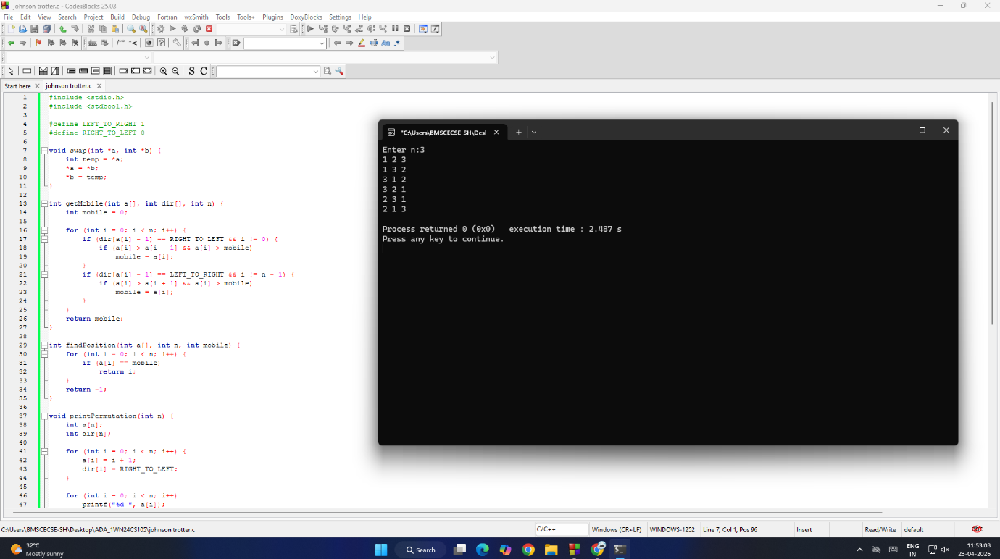 johnson trotter.c - Code::Blocks 25.03
File Edit View Search Project Build Debug Fortran wxSmith Tools Tools+ Plugins DoxyBlocks Settings Help
/** *<
Aa .*
S C
Start here johnson trotter.c
1 #include <stdio.h>
2 #include <stdbool.h>
3
4 #define LEFT_TO_RIGHT 1
5 #define RIGHT_TO_LEFT 0
6
7 void swap(int *a, int *b) {
8 int temp = *a;
9 *a = *b;
10 *b = temp;
11 }
12
13 int getMobile(int a[], int dir[], int n) {
14 int mobile = 0;
15
16 for (int i = 0; i < n; i++) {
17 if (dir[a[i] - 1] == RIGHT_TO_LEFT && i != 0) {
18 if (a[i] > a[i - 1] && a[i] > mobile)
19 mobile = a[i];
20 }
21 if (dir[a[i] - 1] == LEFT_TO_RIGHT && i != n - 1) {
22 if (a[i] > a[i + 1] && a[i] > mobile)
23 mobile = a[i];
24 }
25 }
26 return mobile;
27 }
28
29 int findPosition(int a[], int n, int mobile) {
30 for (int i = 0; i < n; i++) {
31 if (a[i] == mobile)
32 return i;
33 }
34 return -1;
35 }
36
37 void printPermutation(int n) {
38 int a[n];
39 int dir[n];
40
41 for (int i = 0; i < n; i++) {
42 a[i] = i + 1;
43 dir[i] = RIGHT_TO_LEFT;
44 }
45
46 for (int i = 0; i < n; i++)
47 printf("%d ", a[i]);
"C:\Users\BMSCECSE-SH\Desl
Enter n:3
1 2 3
1 3 2
3 1 2
3 2 1
2 3 1
2 1 3
Process returned 0 (0x0) execution time : 2.487 s
Press any key to continue.
C:\Users\BMSCECSE-SH\Desktop\ADA_1WN24CS105\johnson trotter.c C/C++ Windows (CR+LF) WINDOWS-1252 Line 7, Col 1, Pos 96 Insert Read/Write default abc
32°C
Mostly sunny
Search
ENG
IN
11:53:08
23-04-2026